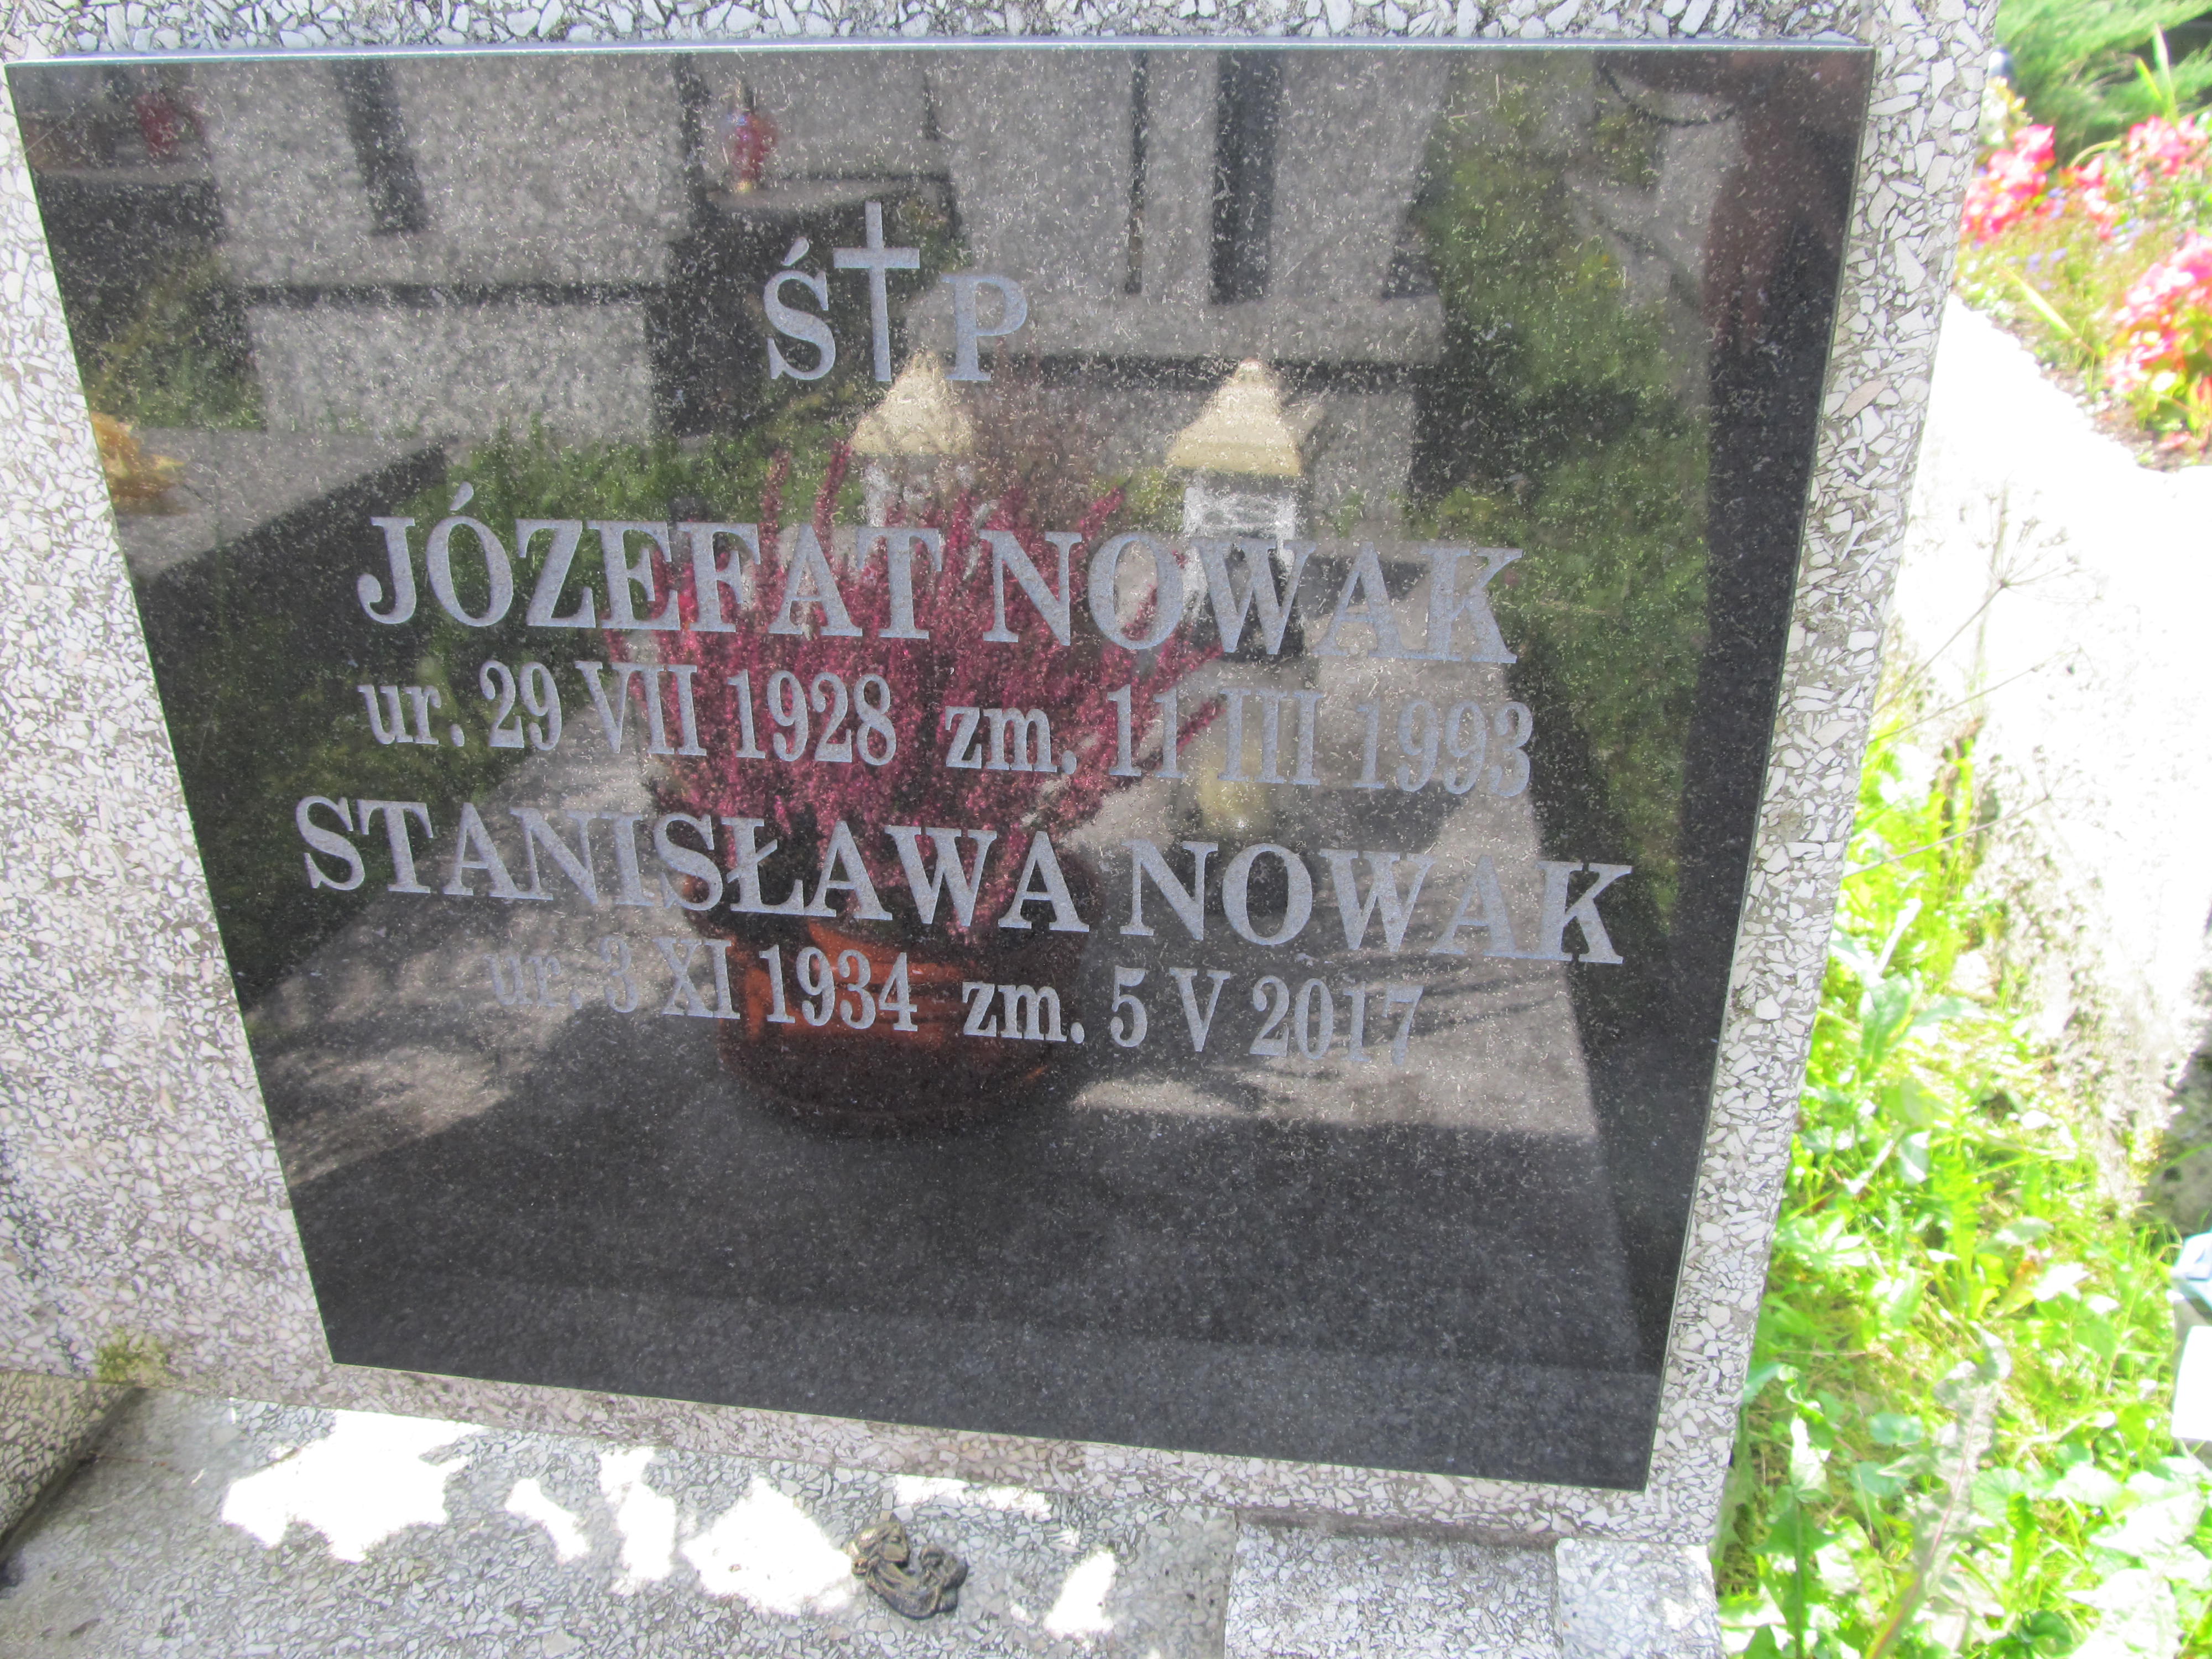 Ś†P
JÓZEFAT NOWAK
ur. 29 VII 1928 zm. 11 III 1993
STANISŁAWA NOWAK
ur. 3 XI 1934 zm. 5 V 2017